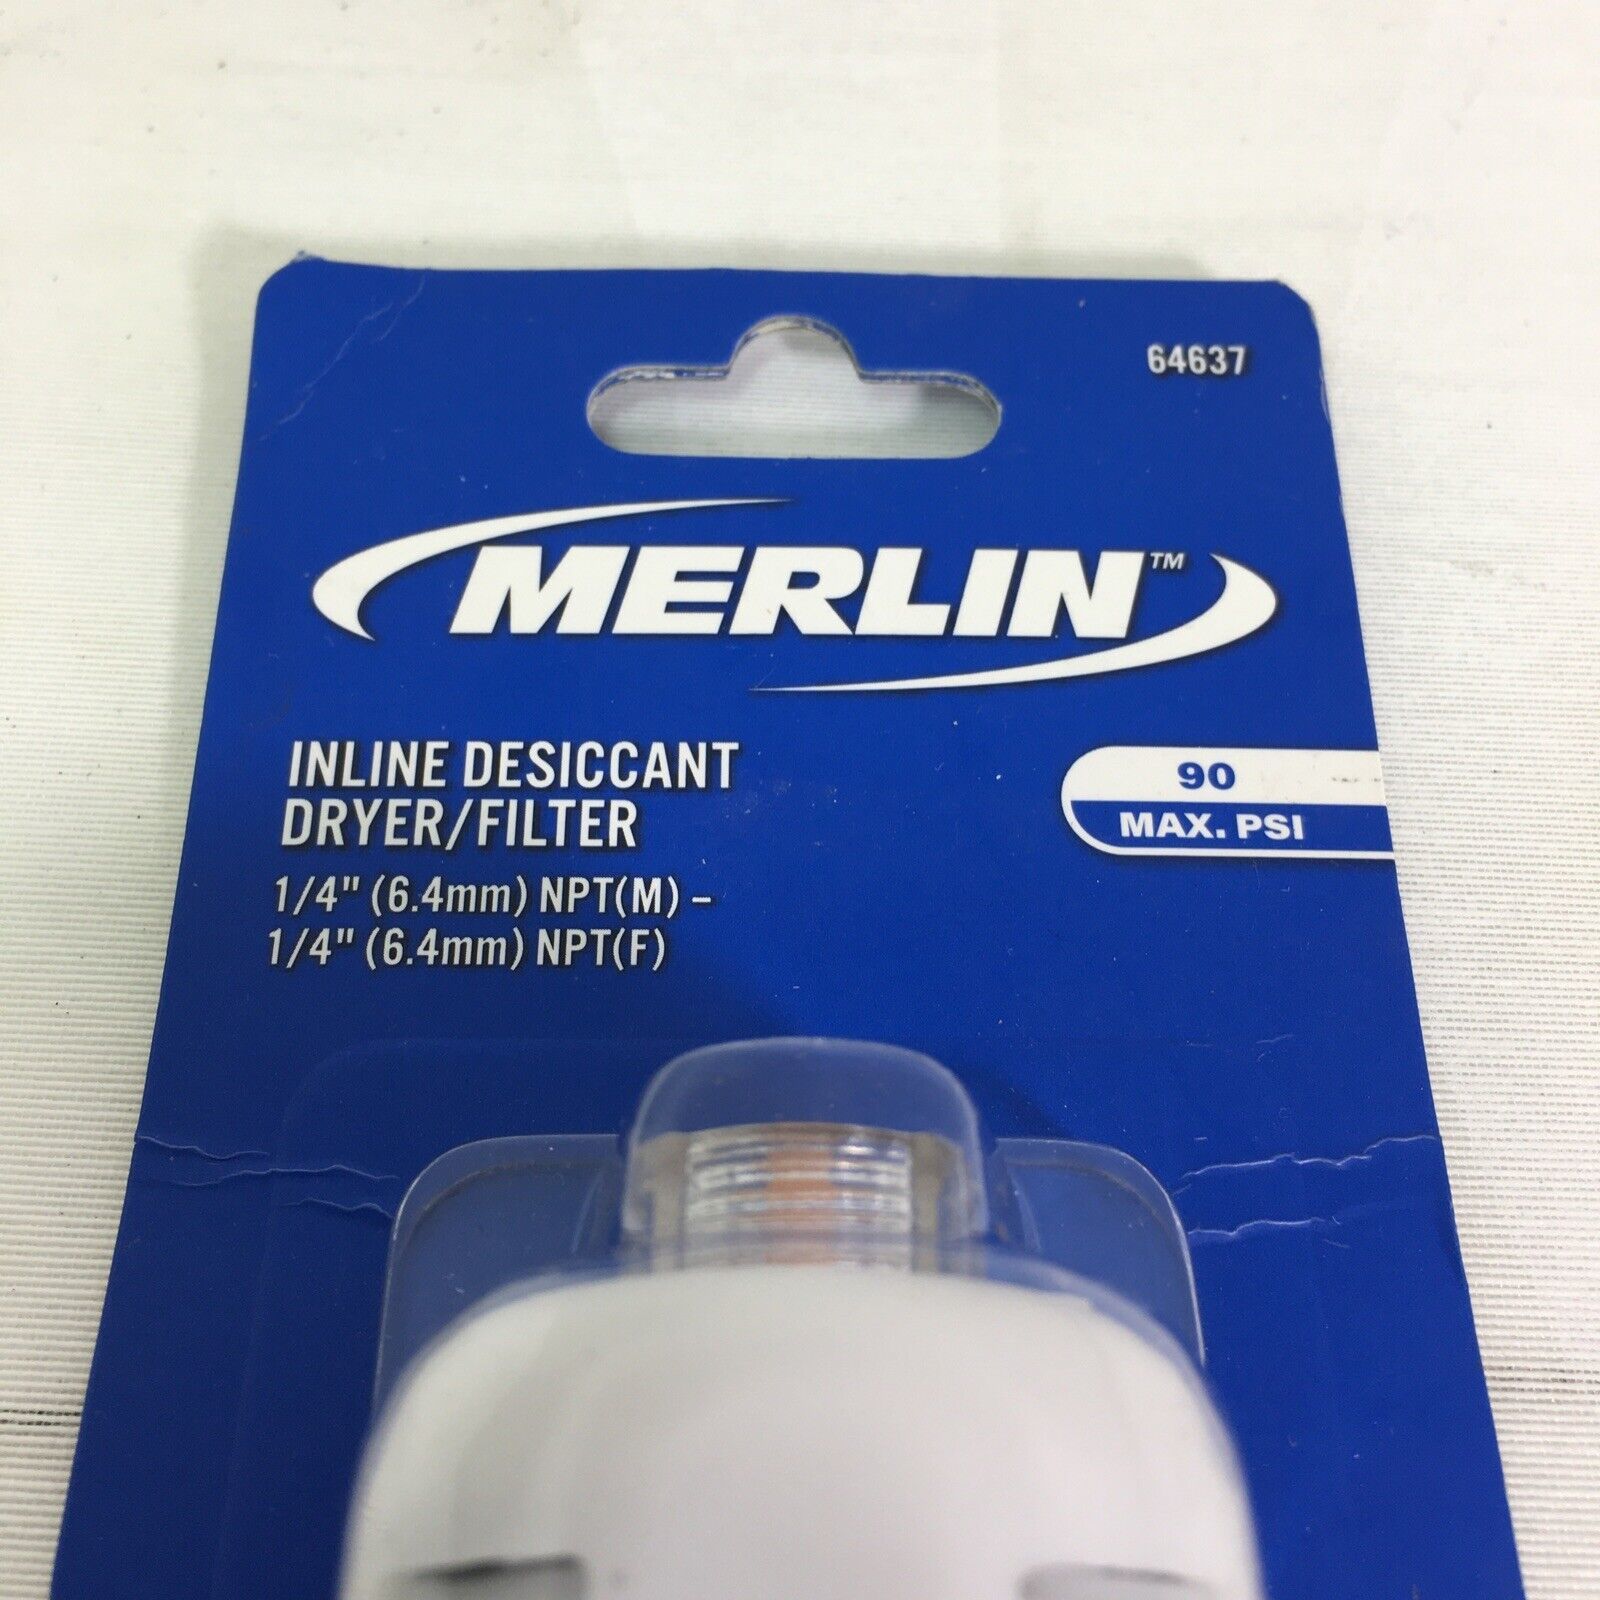 64637
MERLIN™
INLINE DESICCANT
DRYER/FILTER
1/4" (6.4mm) NPT(M) –
1/4" (6.4mm) NPT(F)
90
MAX. PSI